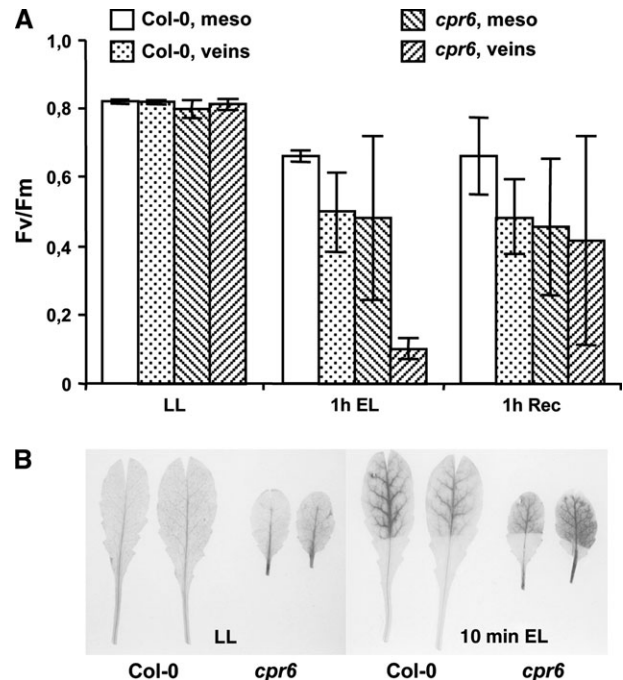 A
Col-0, meso
Col-0, veins
cpr6, meso
cpr6, veins
Fv/Fm
1,0
0,8
0,6
0,4
0,2
0
LL
1h EL
1h Rec
B
LL
10 min EL
Col-0
cpr6
Col-0
cpr6